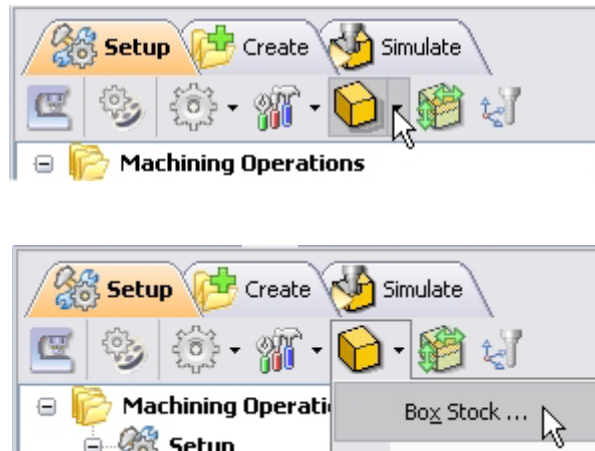 Setup Create Simulate
Machining Operations
Setup Create Simulate
Machining Operati
Box Stock ...
Setup